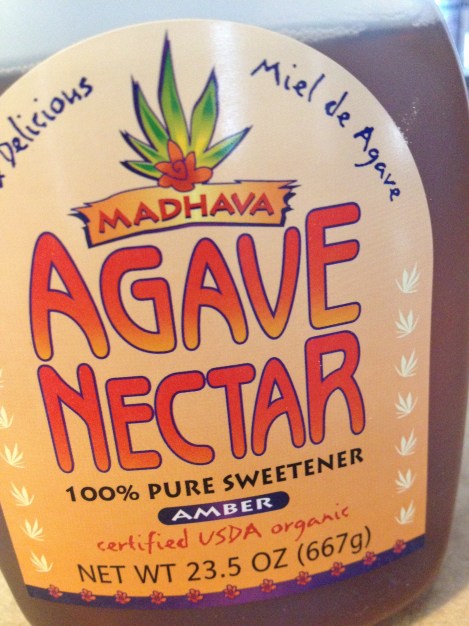 Delicious
Miel de Agave
MADHAVA
AGAVE
NECTAR
100% PURE SWEETENER
AMBER
certified USDA organic
NET WT 23.5 OZ (667g)